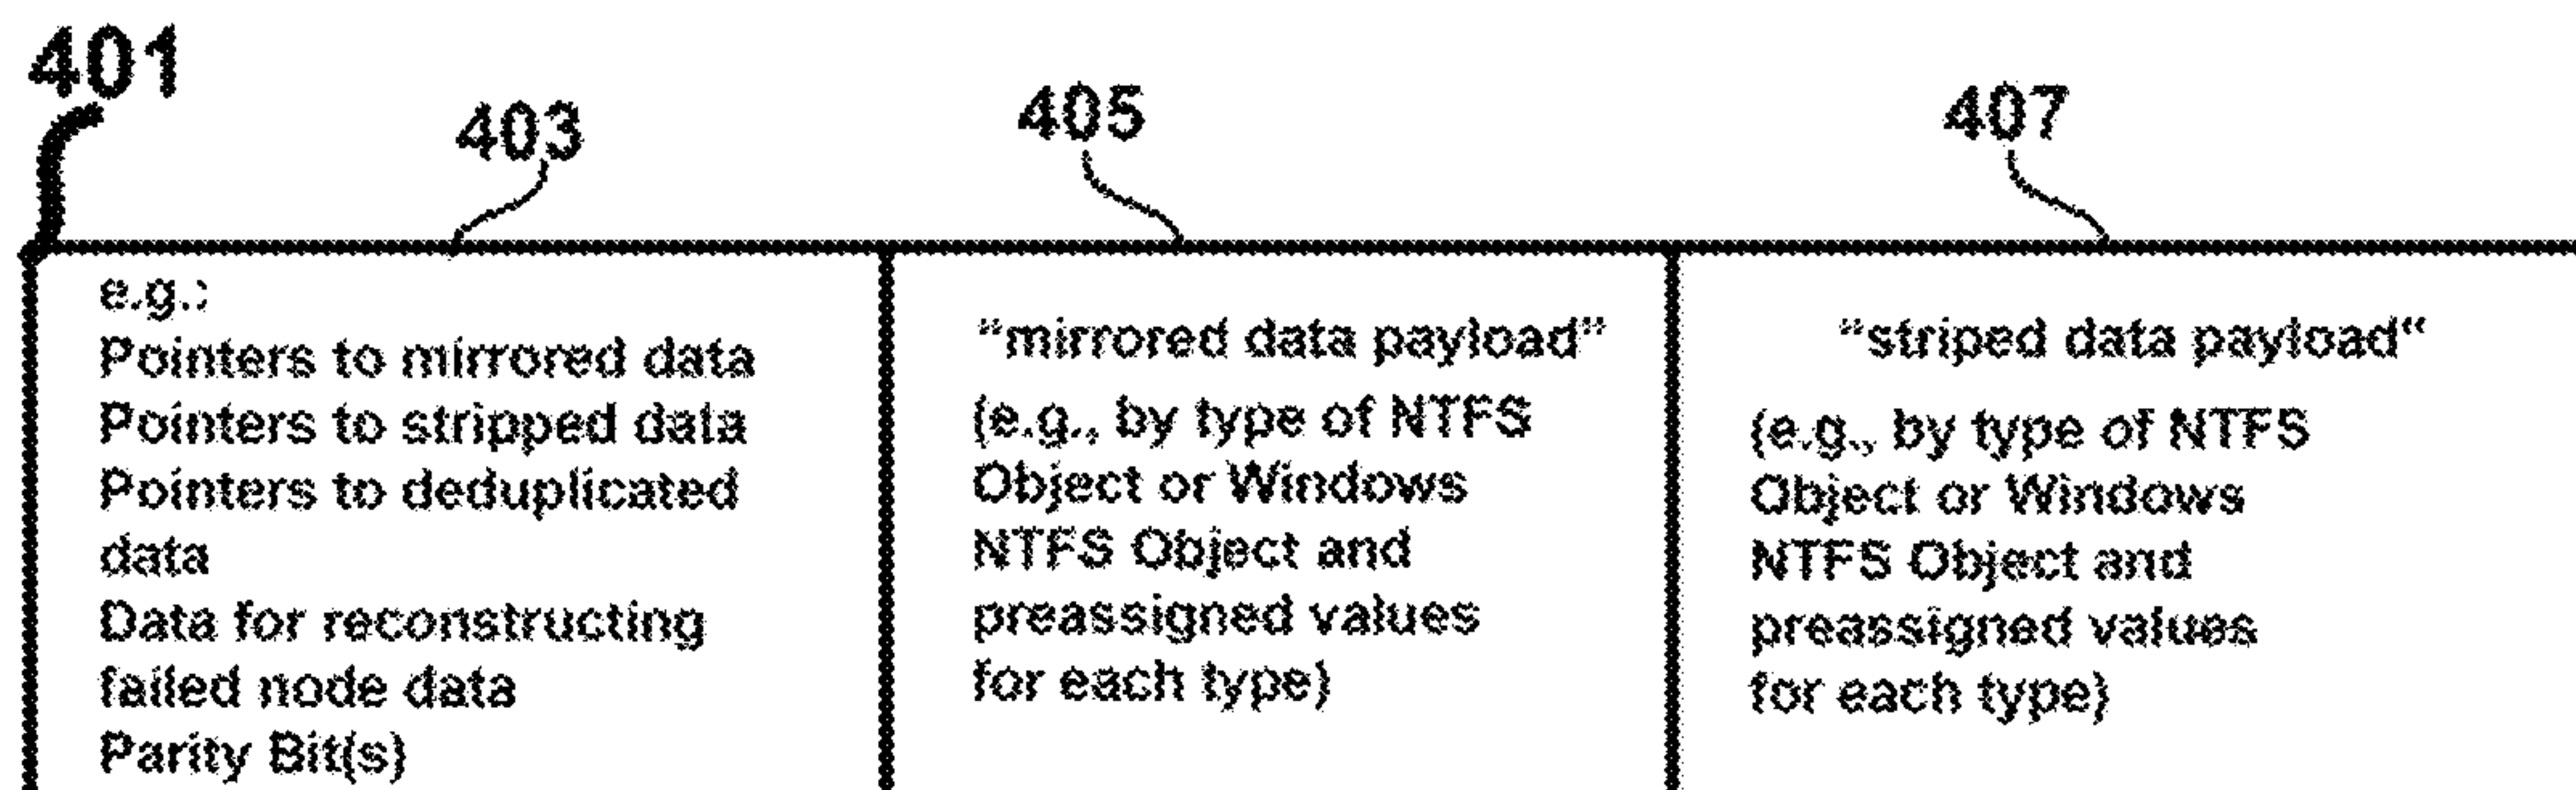 401
403
405
407
e.g.:
Pointers to mirrored data
Pointers to stripped data
Pointers to deduplicated
data
Data for reconstructing
failed node data
Parity Bit(s)
“mirrored data payload”
(e.g., by type of NTFS
Object or Windows
NTFS Object and
preassigned values
for each type)
“striped data payload“
(e.g., by type of NTFS
Object or Windows
NTFS Object and
preassigned values
for each type)